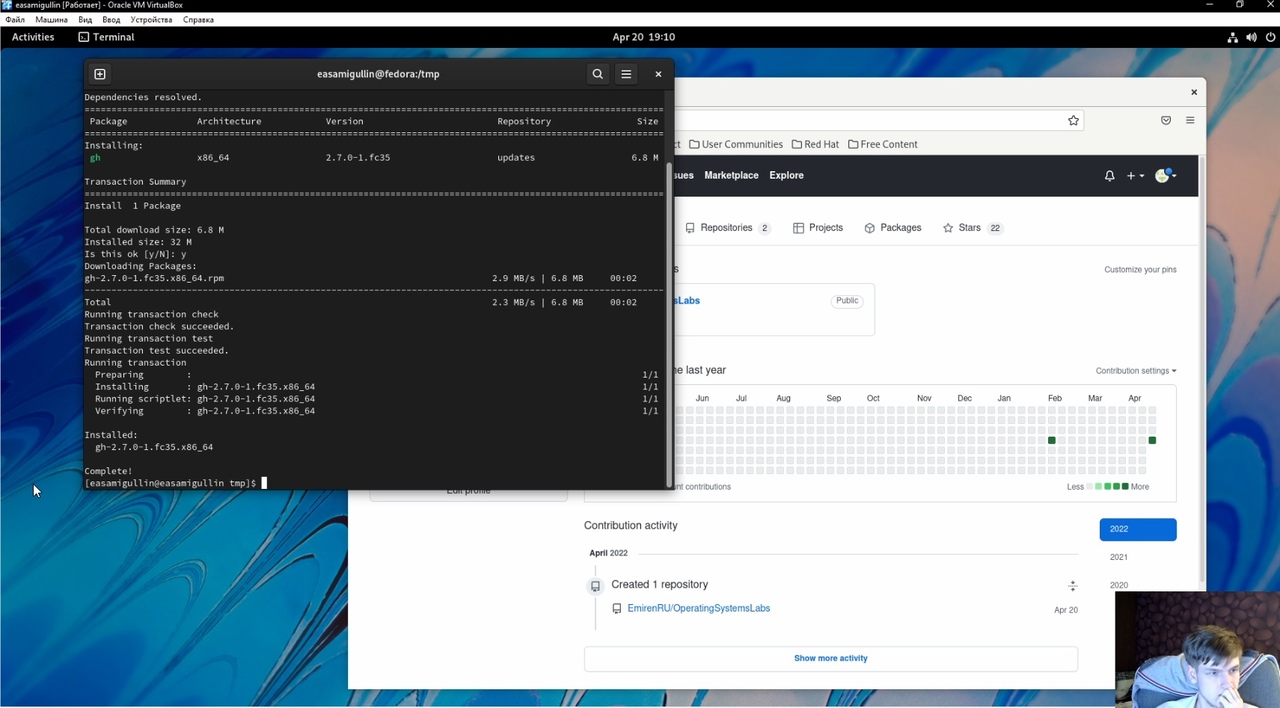 easamigullin [Работает] - Oracle VM VirtualBox
Файл Машина Вид Ввод Устройства Справка
Activities Terminal Apr 20 19:10
easamigullin@fedora:/tmp
Dependencies resolved.
================================================================================
Package Architecture Version Repository Size
================================================================================
Installing:
gh x86_64 2.7.0-1.fc35 updates 6.8 M
Transaction Summary
================================================================================
Install 1 Package
Total download size: 6.8 M
Installed size: 32 M
Is this ok [y/N]: y
Downloading Packages:
gh-2.7.0-1.fc35.x86_64.rpm 2.9 MB/s | 6.8 MB 00:02
--------------------------------------------------------------------------------
Total 2.3 MB/s | 6.8 MB 00:02
Running transaction check
Transaction check succeeded.
Running transaction test
Transaction test succeeded.
Running transaction
Preparing : 1/1
Installing : gh-2.7.0-1.fc35.x86_64 1/1
Running scriptlet: gh-2.7.0-1.fc35.x86_64 1/1
Verifying : gh-2.7.0-1.fc35.x86_64 1/1
Installed:
gh-2.7.0-1.fc35.x86_64
Complete!
[easamigullin@easamigullin tmp]$
User Communities Red Hat Free Content
sues Marketplace Explore
Repositories 2 Projects Packages Stars 22
Customize your pins
sLabs Public
he last year Contribution settings
Jun Jul Aug Sep Oct Nov Dec Jan Feb Mar Apr
unt contributions Less More
Edit profile
Contribution activity 2022
April 2022 2021
Created 1 repository 2020
EmirenRU/OperatingSystemsLabs Apr 20
Show more activity